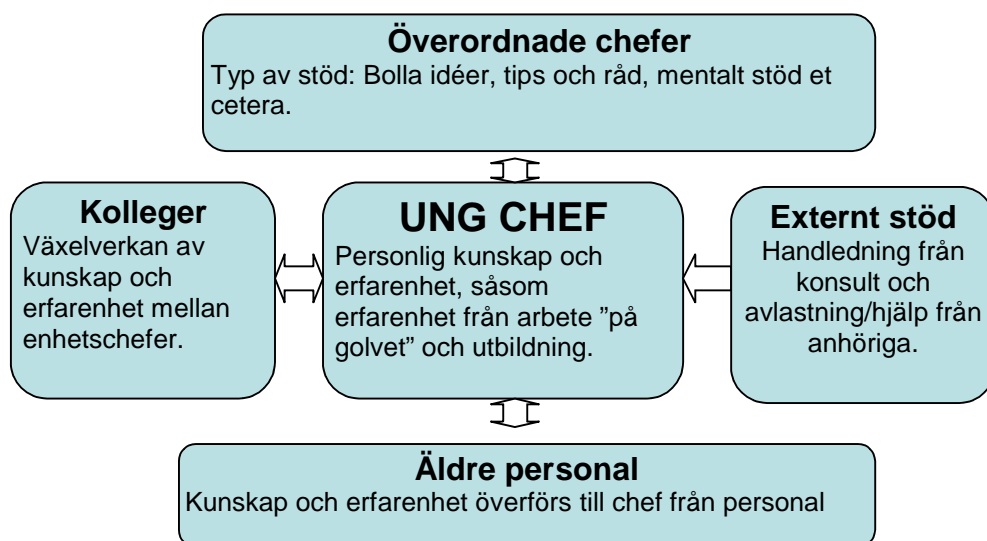 Överordnade chefer
Typ av stöd: Bolla idéer, tips och råd, mentalt stöd et
cetera.
Kolleger
Växelverkan av
kunskap och
erfarenhet mellan
enhetschefer.
UNG CHEF
Personlig kunskap och
erfarenhet, såsom
erfarenhet från arbete ”på
golvet” och utbildning.
Externt stöd
Handledning från
konsult och
avlastning/hjälp från
anhöriga.
Äldre personal
Kunskap och erfarenhet överförs till chef från personal